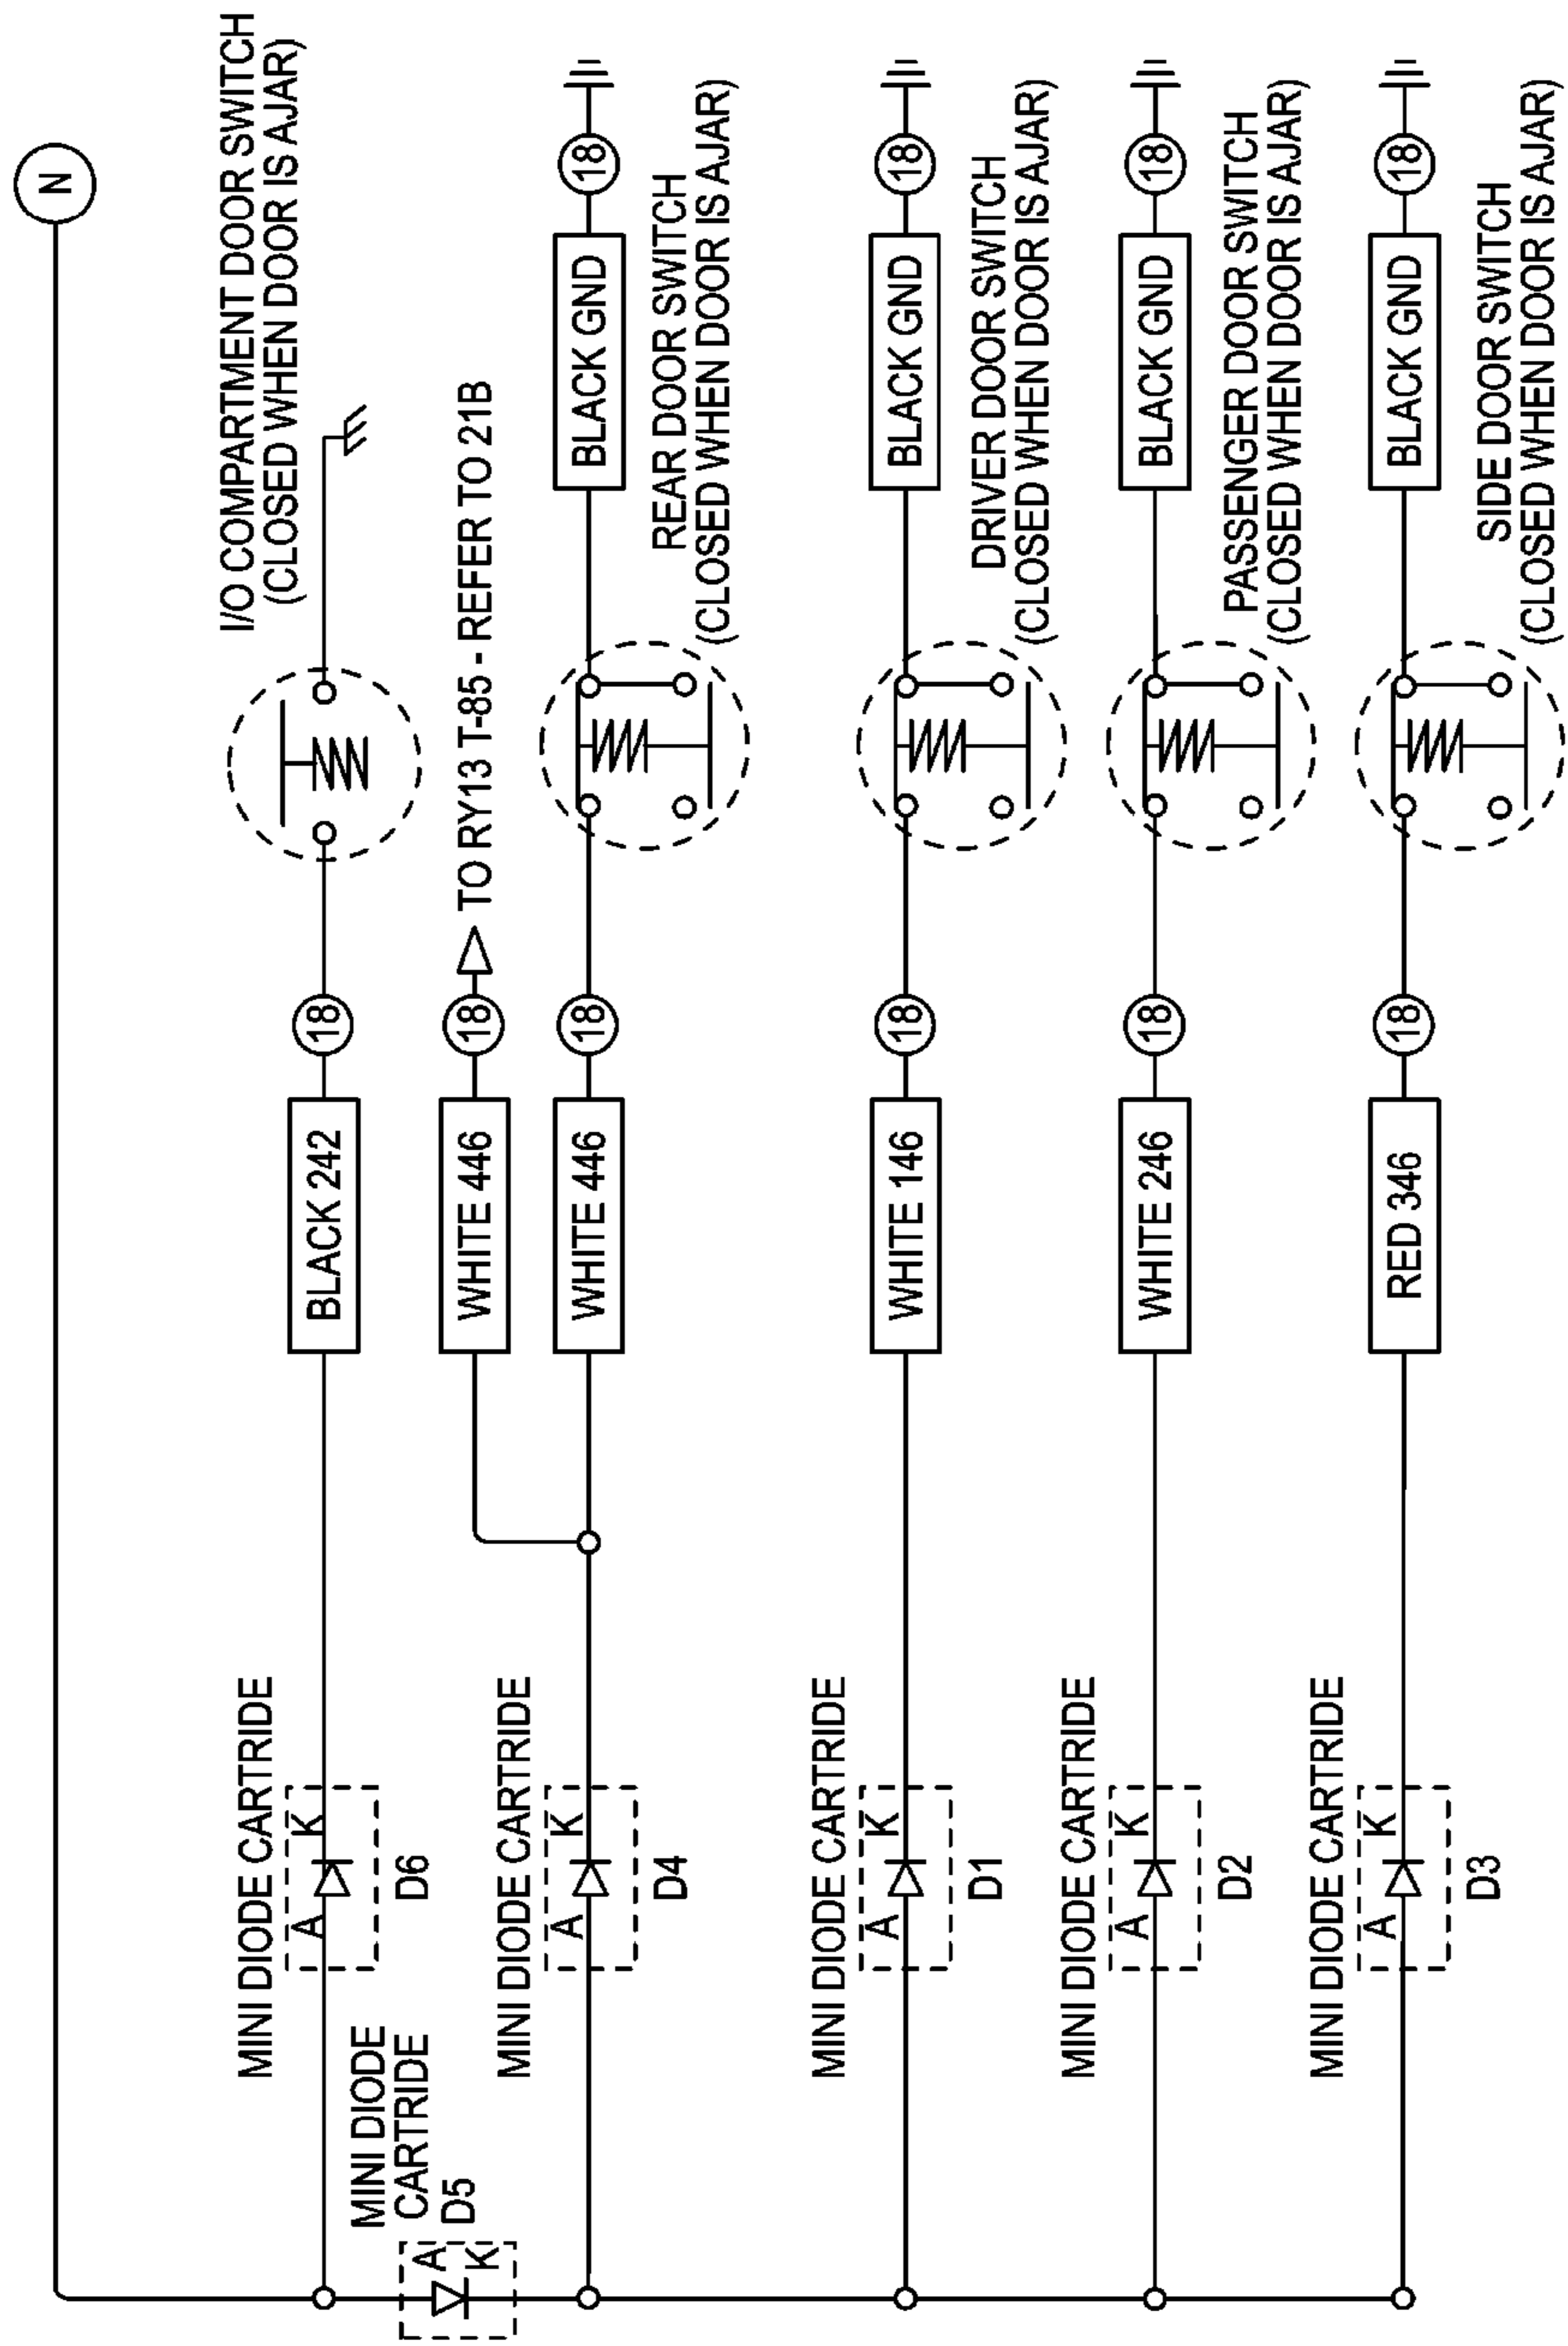 N
I/O COMPARTMENT DOOR SWITCH
(CLOSED WHEN DOOR IS AJAR)
MINI DIODE CARTRIDE
A
K
D6
BLACK 242
18
MINI DIODE
CARTRIDE
D5
A
K
WHITE 446
18
TO RY13 T-85 - REFER TO 21B
MINI DIODE CARTRIDE
A
K
D4
WHITE 446
18
BLACK GND
18
REAR DOOR SWITCH
(CLOSED WHEN DOOR IS AJAR)
MINI DIODE CARTRIDE
A
K
D1
WHITE 146
18
BLACK GND
18
DRIVER DOOR SWITCH
(CLOSED WHEN DOOR IS AJAR)
MINI DIODE CARTRIDE
A
K
D2
WHITE 246
18
BLACK GND
18
PASSENGER DOOR SWITCH
(CLOSED WHEN DOOR IS AJAR)
MINI DIODE CARTRIDE
A
K
D3
RED 346
18
BLACK GND
18
SIDE DOOR SWITCH
(CLOSED WHEN DOOR IS AJAR)